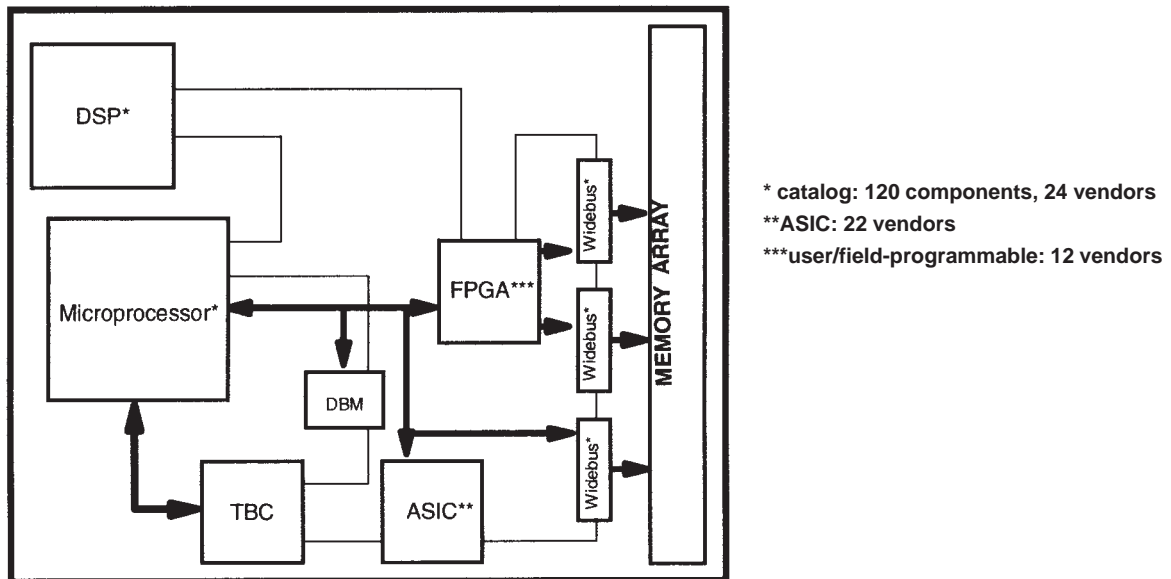 DSP*
Microprocessor*
FPGA***
Widebus*
Widebus*
Widebus*
MEMORY ARRAY
DBM
TBC
ASIC**
* catalog: 120 components, 24 vendors
**ASIC: 22 vendors
***user/field-programmable: 12 vendors